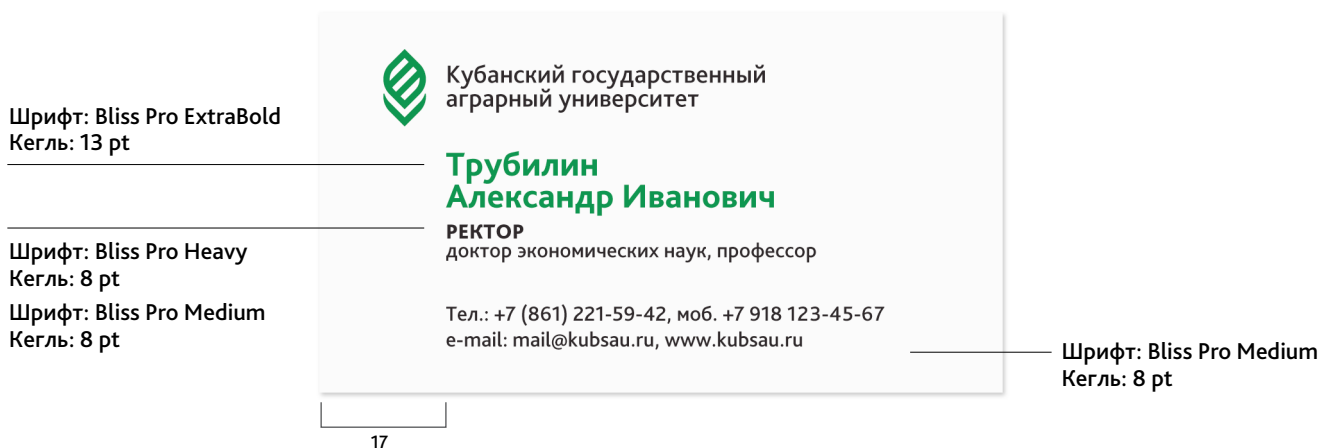 Кубанский государственный
аграрный университет
Шрифт: Bliss Pro ExtraBold
Кегль: 13 pt
Трубилин
Александр Иванович
РЕКТОР
доктор экономических наук, профессор
Шрифт: Bliss Pro Heavy
Кегль: 8 pt
Шрифт: Bliss Pro Medium
Кегль: 8 pt
Тел.: +7 (861) 221-59-42, моб. +7 918 123-45-67
e-mail: mail@kubsau.ru, www.kubsau.ru
Шрифт: Bliss Pro Medium
Кегль: 8 pt
17